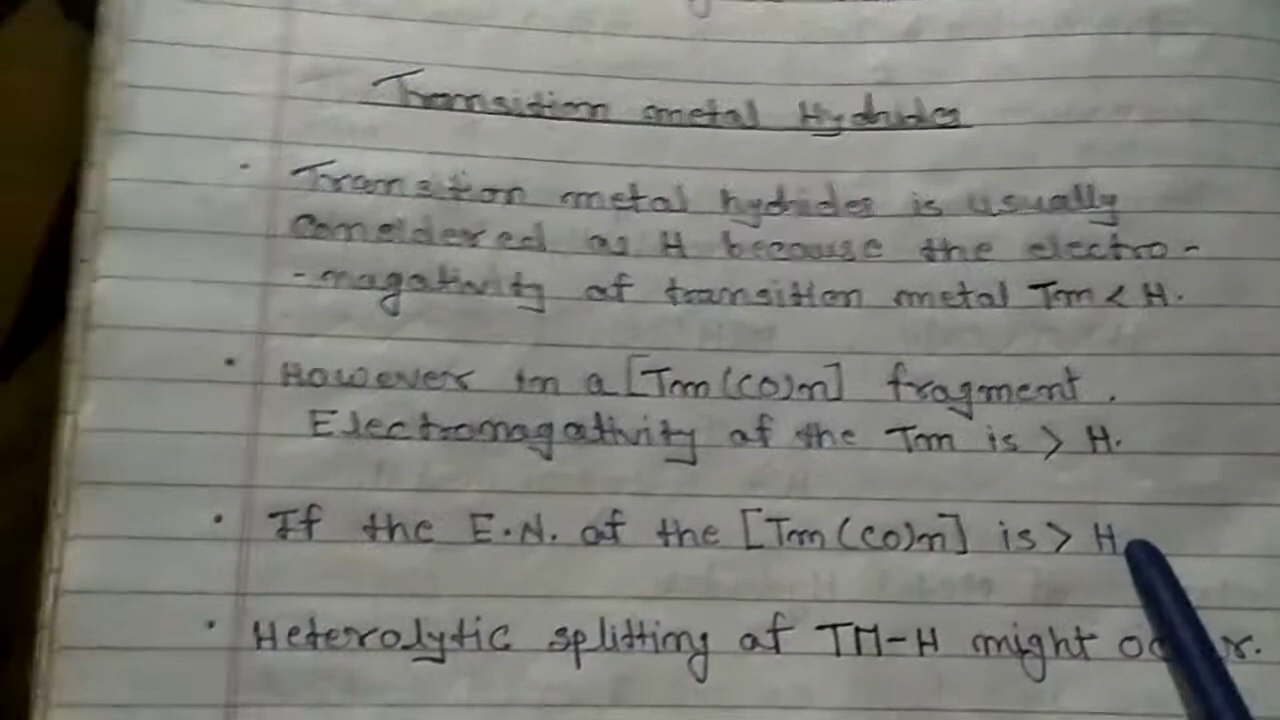 Transition metal Hydrides
• Transition metal hydrides is usually
considered as H because the electro-
-nagativity of transition metal Tm < H.
• However in a [Tm(CO)n] fragment.
Electronagativity of the Tm is > H.
• If the E.N. of the [Tm(CO)n] is > H
• Heterolytic splitting of TM-H might